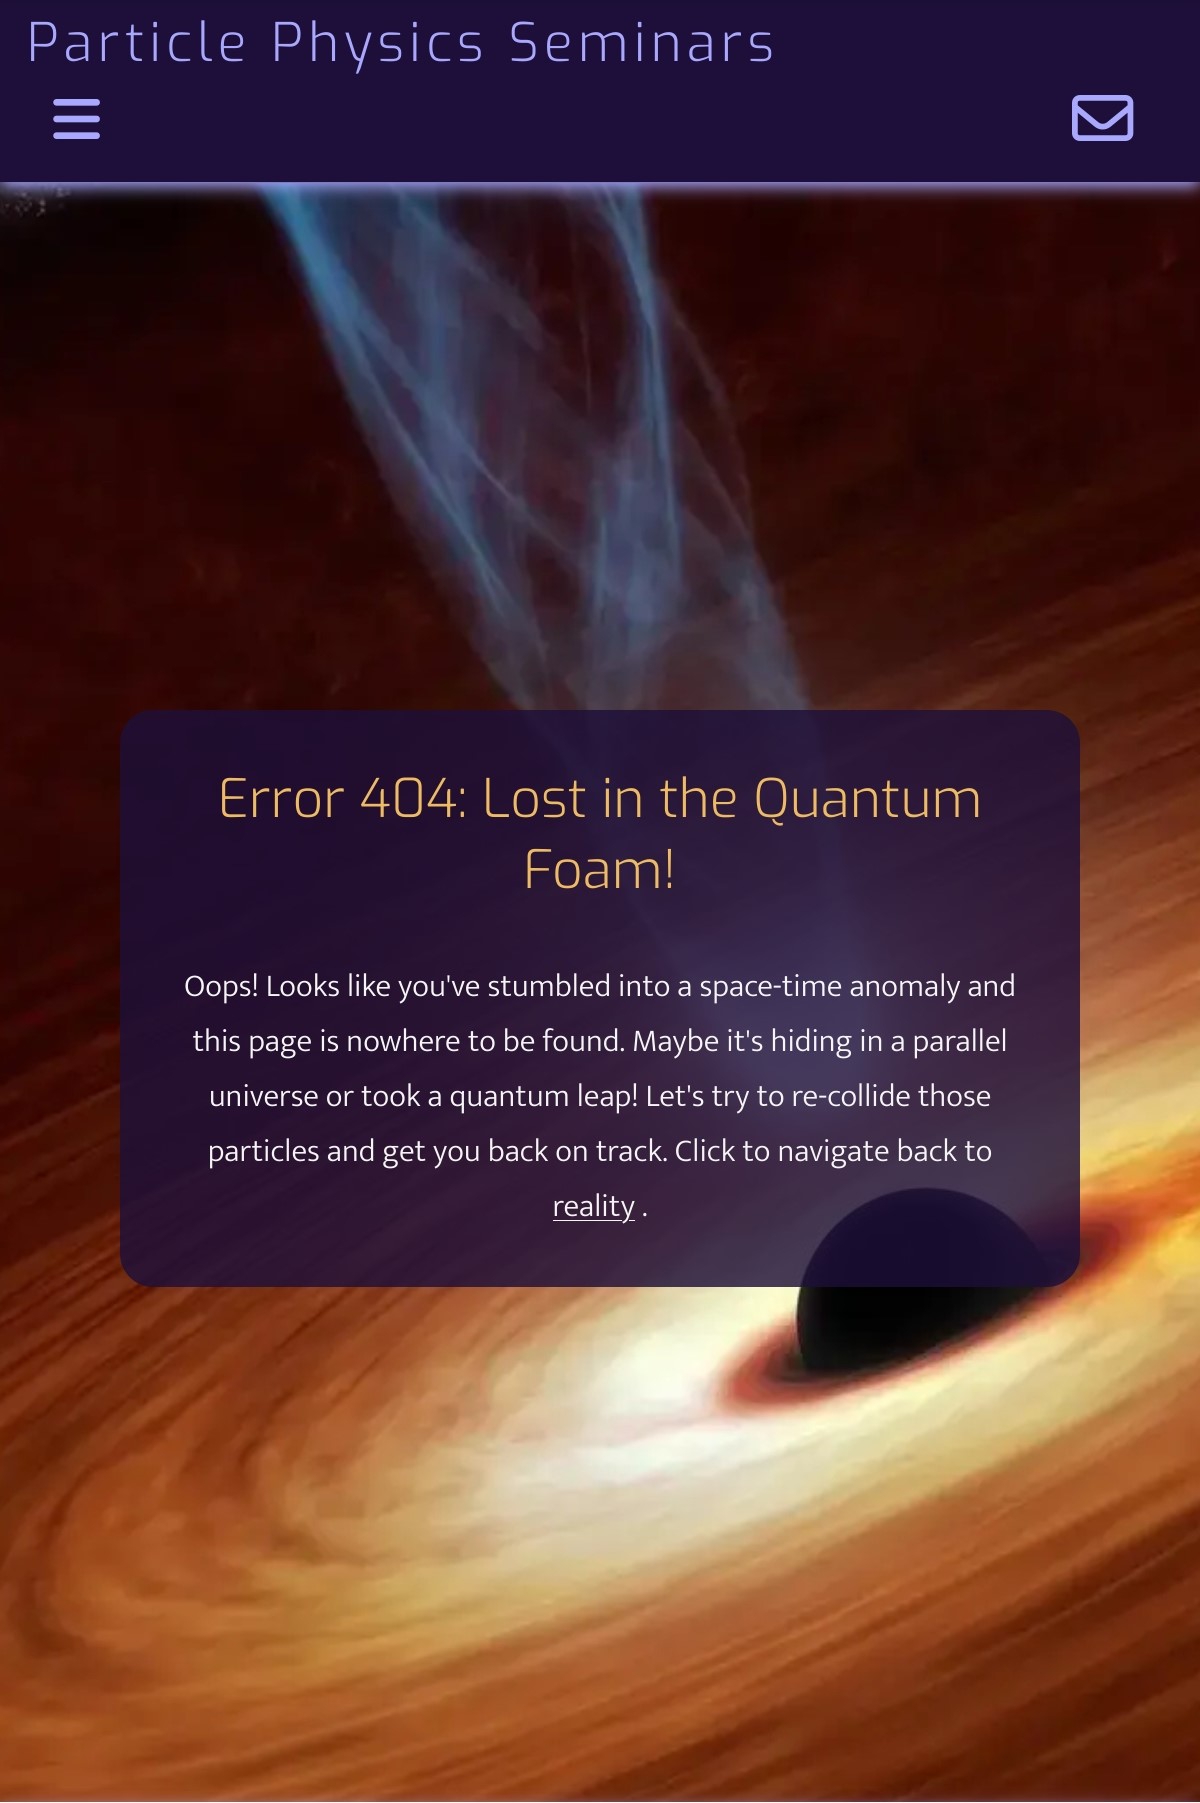 Particle Physics Seminars
Error 404: Lost in the Quantum
Foam!
Oops! Looks like you've stumbled into a space-time anomaly and
this page is nowhere to be found. Maybe it's hiding in a parallel
universe or took a quantum leap! Let's try to re-collide those
particles and get you back on track. Click to navigate back to
reality .